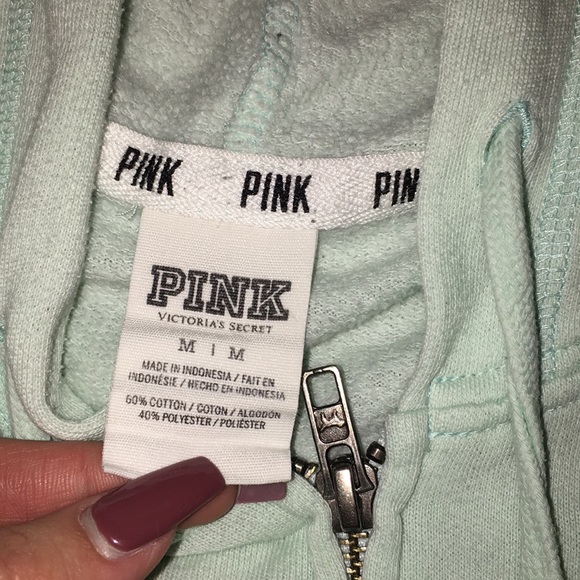 PINK PINK PINK
PINK
VICTORIA'S SECRET
M | M
MADE IN INDONESIA / FAIT EN
INDONÉSIE / HECHO EN INDONESIA
60% COTTON / COTON / ALGODÓN
40% POLYESTER / POLIÉSTER